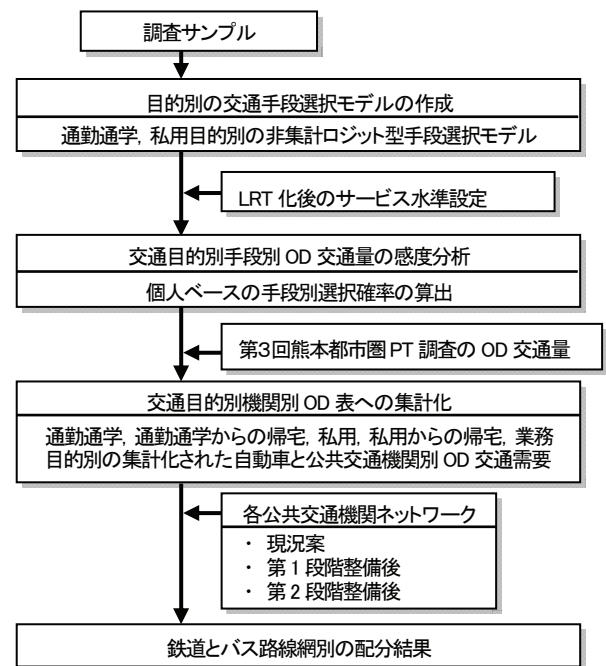 調査サンプル
目的別の交通手段選択モデルの作成
通勤通学, 私用目的別の非集計ロジット型手段選択モデル
LRT 化後のサービス水準設定
交通目的別手段別 OD 交通量の感度分析
個人ベースの手段別選択確率の算出
第3回熊本都市圏 PT 調査の OD 交通量
交通目的別機関別 OD 表への集計化
通勤通学, 通勤通学からの帰宅, 私用, 私用からの帰宅, 業務
目的別の集計化された自動車と公共交通機関別 OD 交通需要
各公共交通機関ネットワーク
・ 現況案
・ 第1段階整備後
・ 第2段階整備後
鉄道とバス路線網別の配分結果